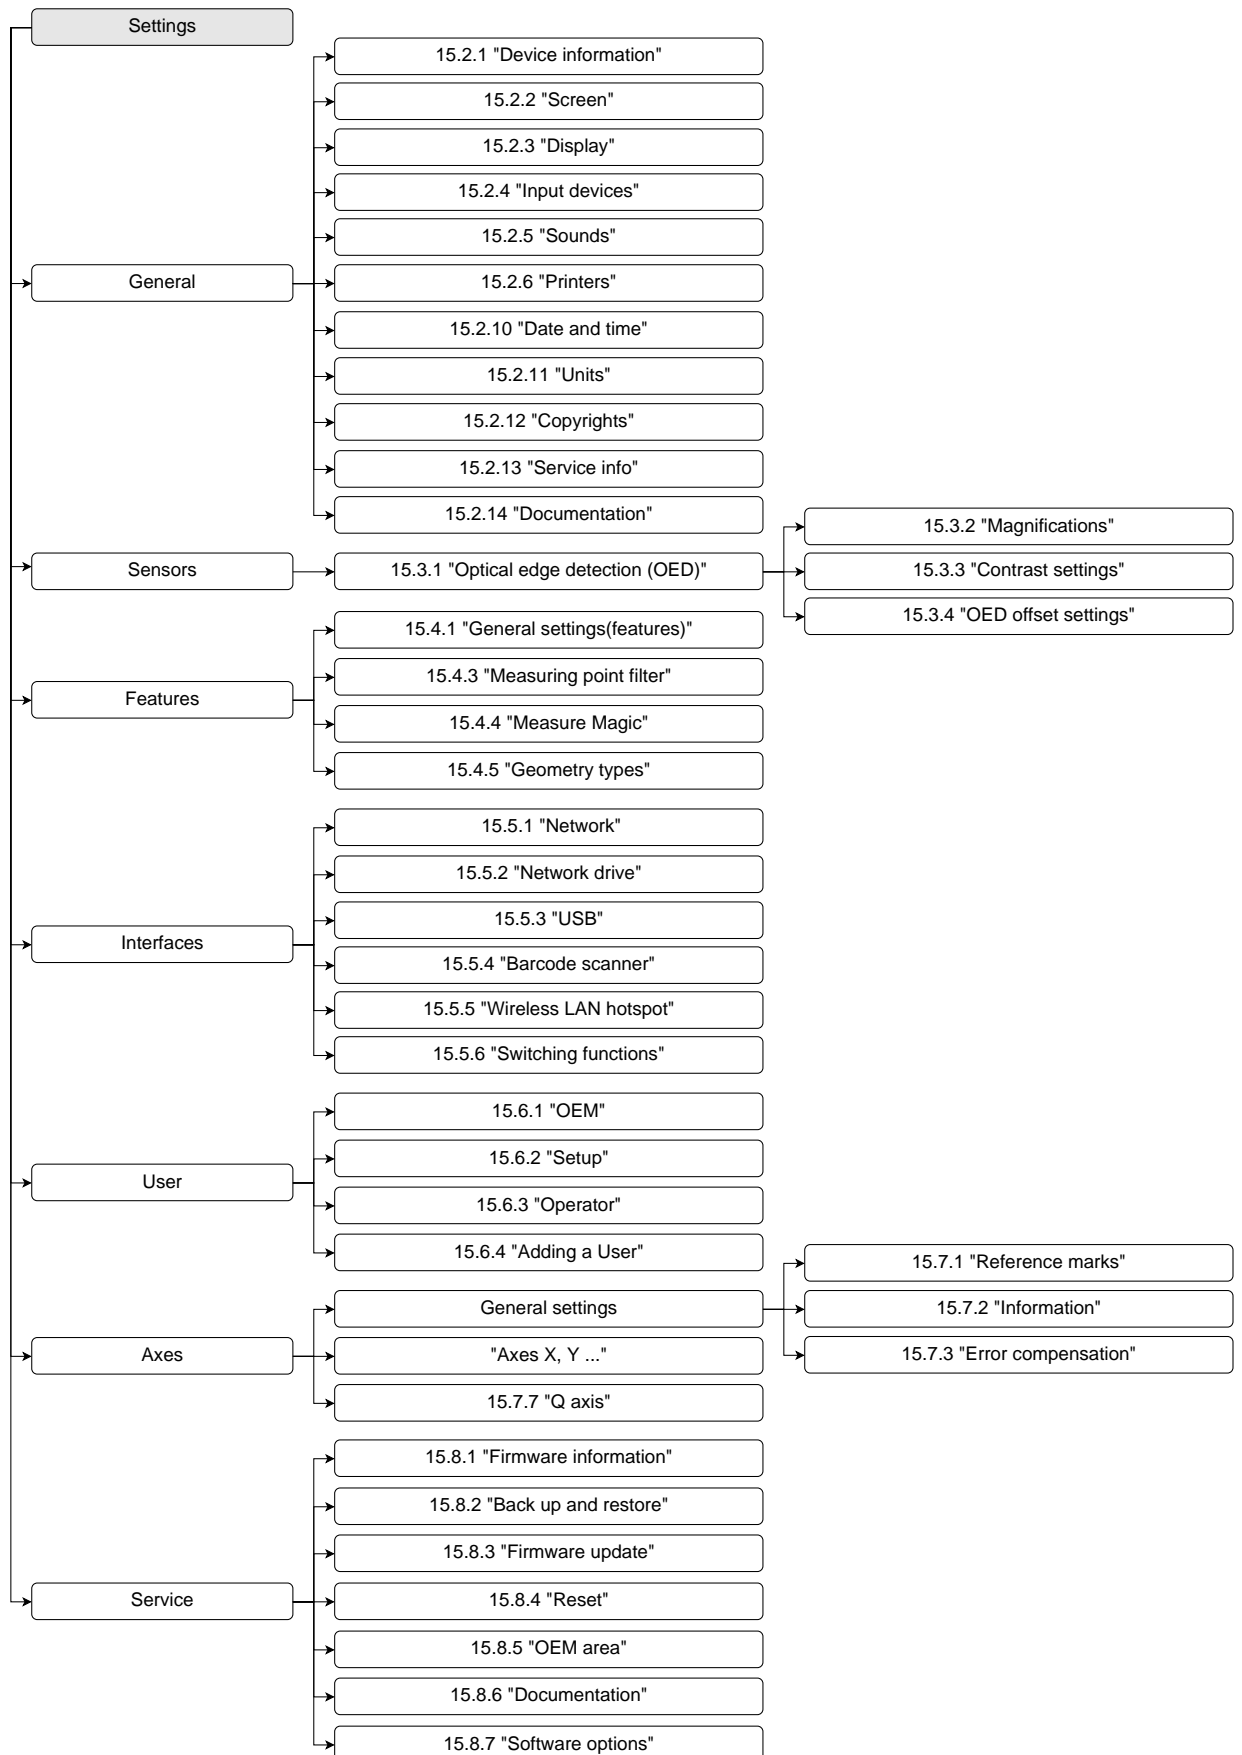 Settings
15.2.1 "Device information"
15.2.2 "Screen"
15.2.3 "Display"
15.2.4 "Input devices"
15.2.5 "Sounds"
General
15.2.6 "Printers"
15.2.10 "Date and time"
15.2.11 "Units"
15.2.12 "Copyrights"
15.2.13 "Service info"
15.2.14 "Documentation"
Sensors
15.3.1 "Optical edge detection (OED)"
15.3.2 "Magnifications"
15.3.3 "Contrast settings"
15.3.4 "OED offset settings"
Features
15.4.1 "General settings(features)"
15.4.3 "Measuring point filter"
15.4.4 "Measure Magic"
15.4.5 "Geometry types"
Interfaces
15.5.1 "Network"
15.5.2 "Network drive"
15.5.3 "USB"
15.5.4 "Barcode scanner"
15.5.5 "Wireless LAN hotspot"
15.5.6 "Switching functions"
User
15.6.1 "OEM"
15.6.2 "Setup"
15.6.3 "Operator"
15.6.4 "Adding a User"
Axes
General settings
15.7.1 "Reference marks"
15.7.2 "Information"
15.7.3 "Error compensation"
"Axes X, Y ..."
15.7.7 "Q axis"
Service
15.8.1 "Firmware information"
15.8.2 "Back up and restore"
15.8.3 "Firmware update"
15.8.4 "Reset"
15.8.5 "OEM area"
15.8.6 "Documentation"
15.8.7 "Software options"